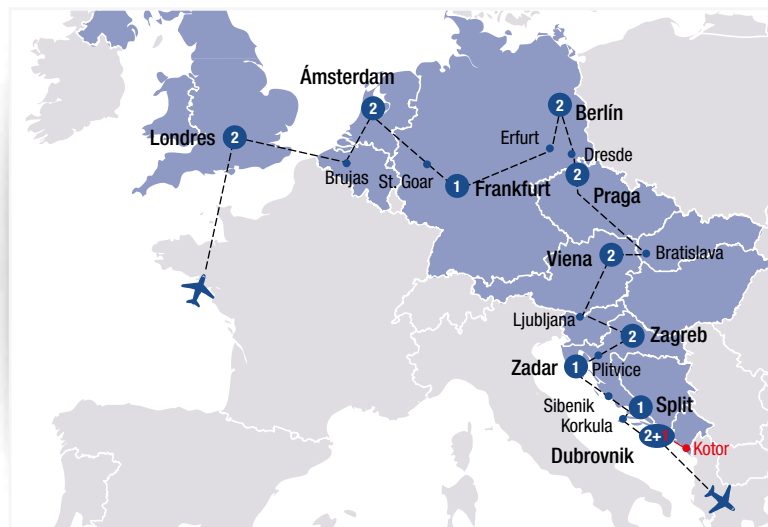 Ámsterdam
2
2
Berlín
Londres
2
Erfurt
Dresde
Brujas
St. Goar
1
Frankfurt
2
Praga
Viena
2
Bratislava
Ljubljana
2
Zagreb
Zadar
1
Plitvice
Sibenik
1
Split
Korkula
2+1
Kotor
Dubrovnik